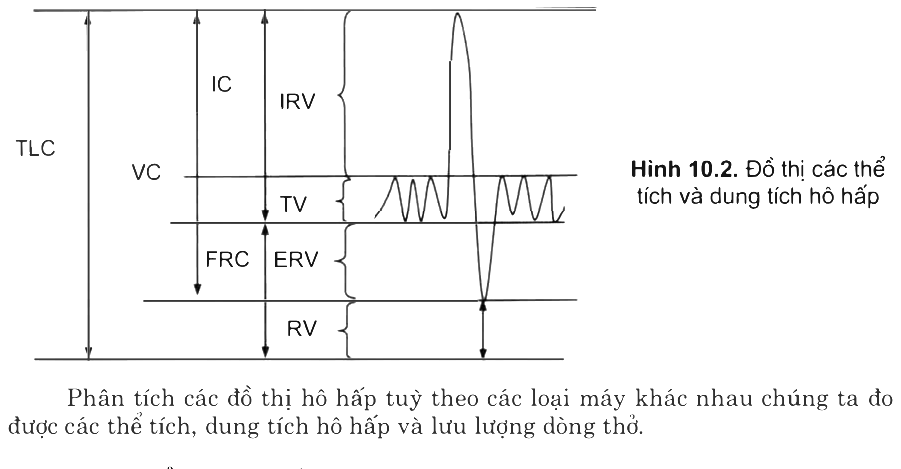 IC
IRV
TLC
VC
TV
FRC
ERV
RV
Hình 10.2. Đồ thị các thể
tích và dung tích hô hấp
Phân tích các đồ thị hô hấp tuỳ theo các loại máy khác nhau chúng ta đo
được các thể tích, dung tích hô hấp và lưu lượng dòng thở.